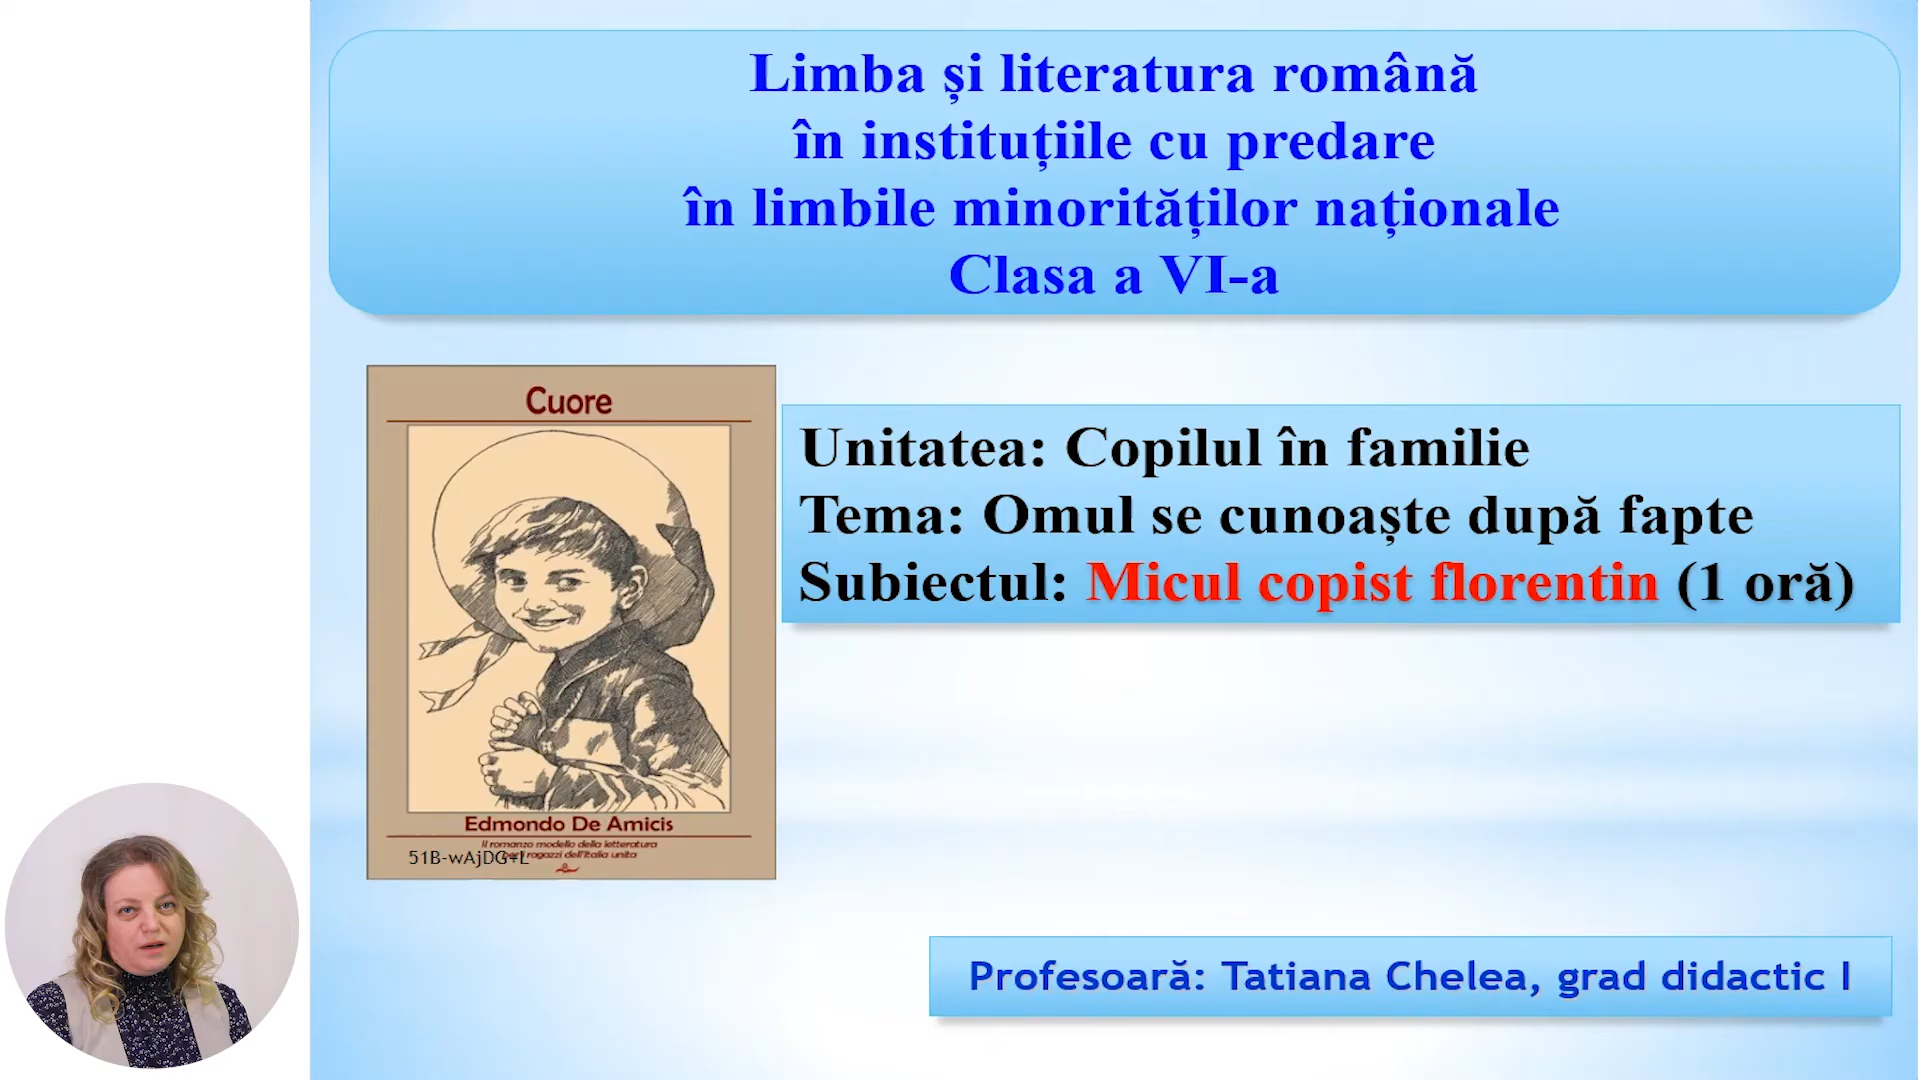 Limba și literatura română
în instituțiile cu predare
în limbile minorităților naționale
Clasa a VI-a
Cuore
Edmondo De Amicis
Il romanzo modello della letteratura
ragazzi dell'Italia unita
51B-wAjDG+L
Unitatea: Copilul în familie
Tema: Omul se cunoaște după fapte
Subiectul: Micul copist florentin (1 oră)
Profesoară: Tatiana Chelea, grad didactic I